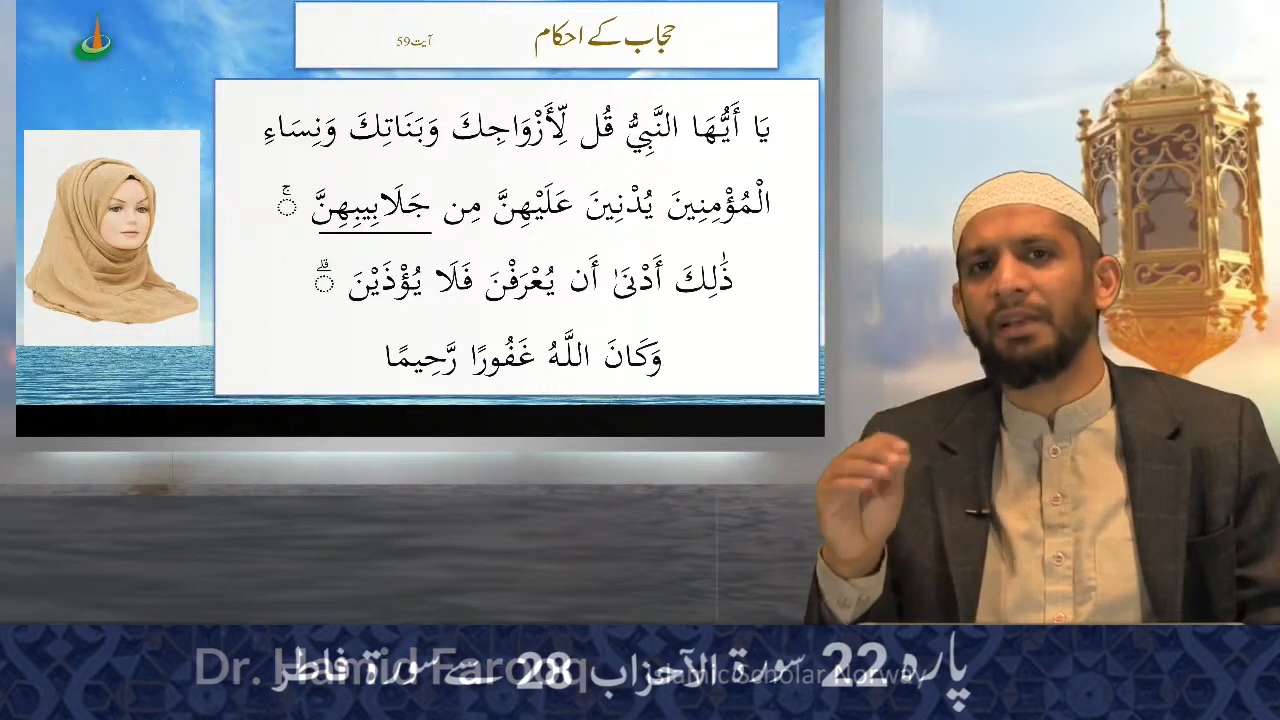 حجاب کے احکام آیت 59
يَا أَيُّهَا النَّبِيُّ قُل لِّأَزْوَاجِكَ وَبَنَاتِكَ وَنِسَاءِ
الْمُؤْمِنِينَ يُدْنِينَ عَلَيْهِنَّ مِن جَلَابِيبِهِنَّ ۚ
ذَٰلِكَ أَدْنَىٰ أَن يُعْرَفْنَ فَلَا يُؤْذَيْنَ ۗ
وَكَانَ اللَّهُ غَفُورًا رَّحِيمًا
پارہ 22 سورۃ الآحزاب 28 سے سورۃ فاطر
Dr. Hamid Farooq
Islamic Scholar Norway